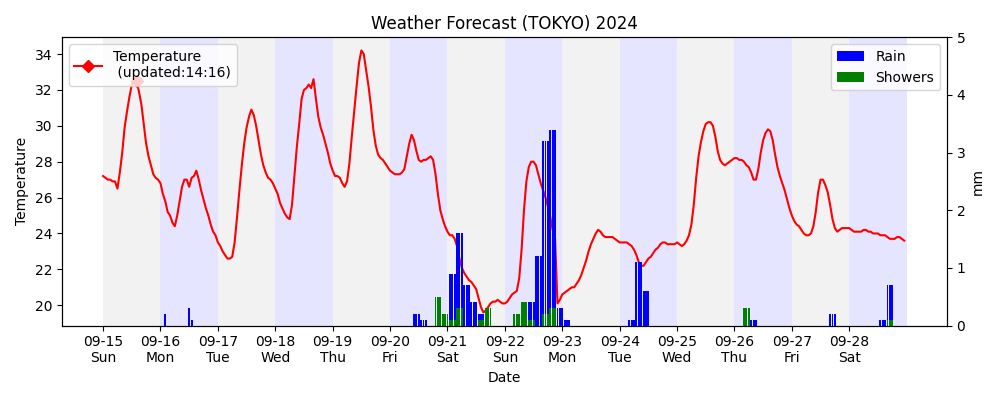 Weather Forecast (TOKYO) 2024
Temperature
(updated:14:16)
Rain
Showers
Temperature
34
32
30
28
26
24
22
20
5
4
3
2
1
0
mm
09-15 09-16 09-17 09-18 09-19 09-20 09-21 09-22 09-23 09-24 09-25 09-26 09-27 09-28
Sun Mon Tue Wed Thu Fri Sat Sun Mon Tue Wed Thu Fri Sat
Date